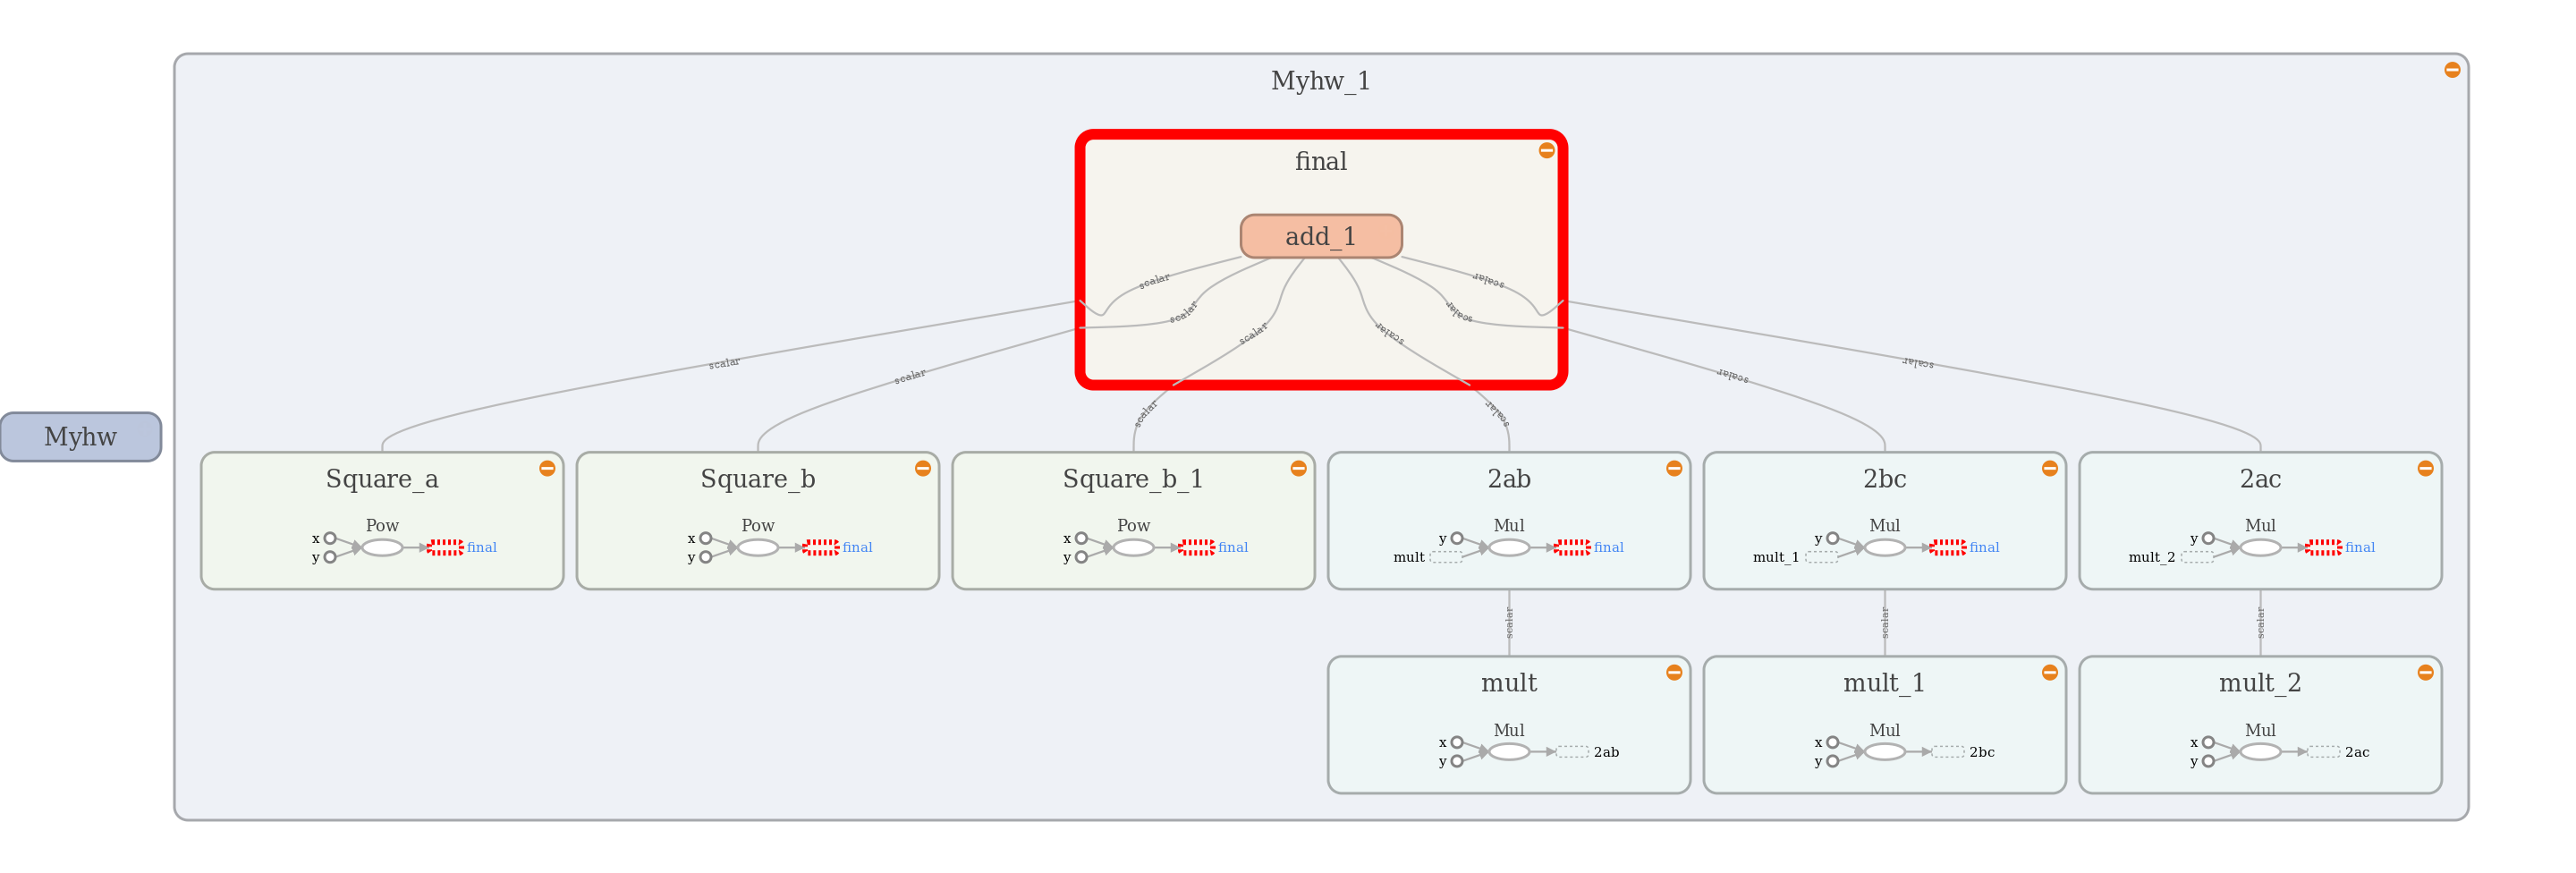 Myhw_1
final
add_1
scalar
scalar
scalar
scalar
scalar
scalar
scalar
scalar
scalar
scalar
scalar
scalar
Myhw
Square_a
Pow
x
y
final
Square_b
Pow
x
y
final
Square_b_1
Pow
x
y
final
2ab
Mul
y
mult
final
2bc
Mul
y
mult_1
final
2ac
Mul
y
mult_2
final
scalar
scalar
scalar
mult
Mul
x
y
2ab
mult_1
Mul
x
y
2bc
mult_2
Mul
x
y
2ac